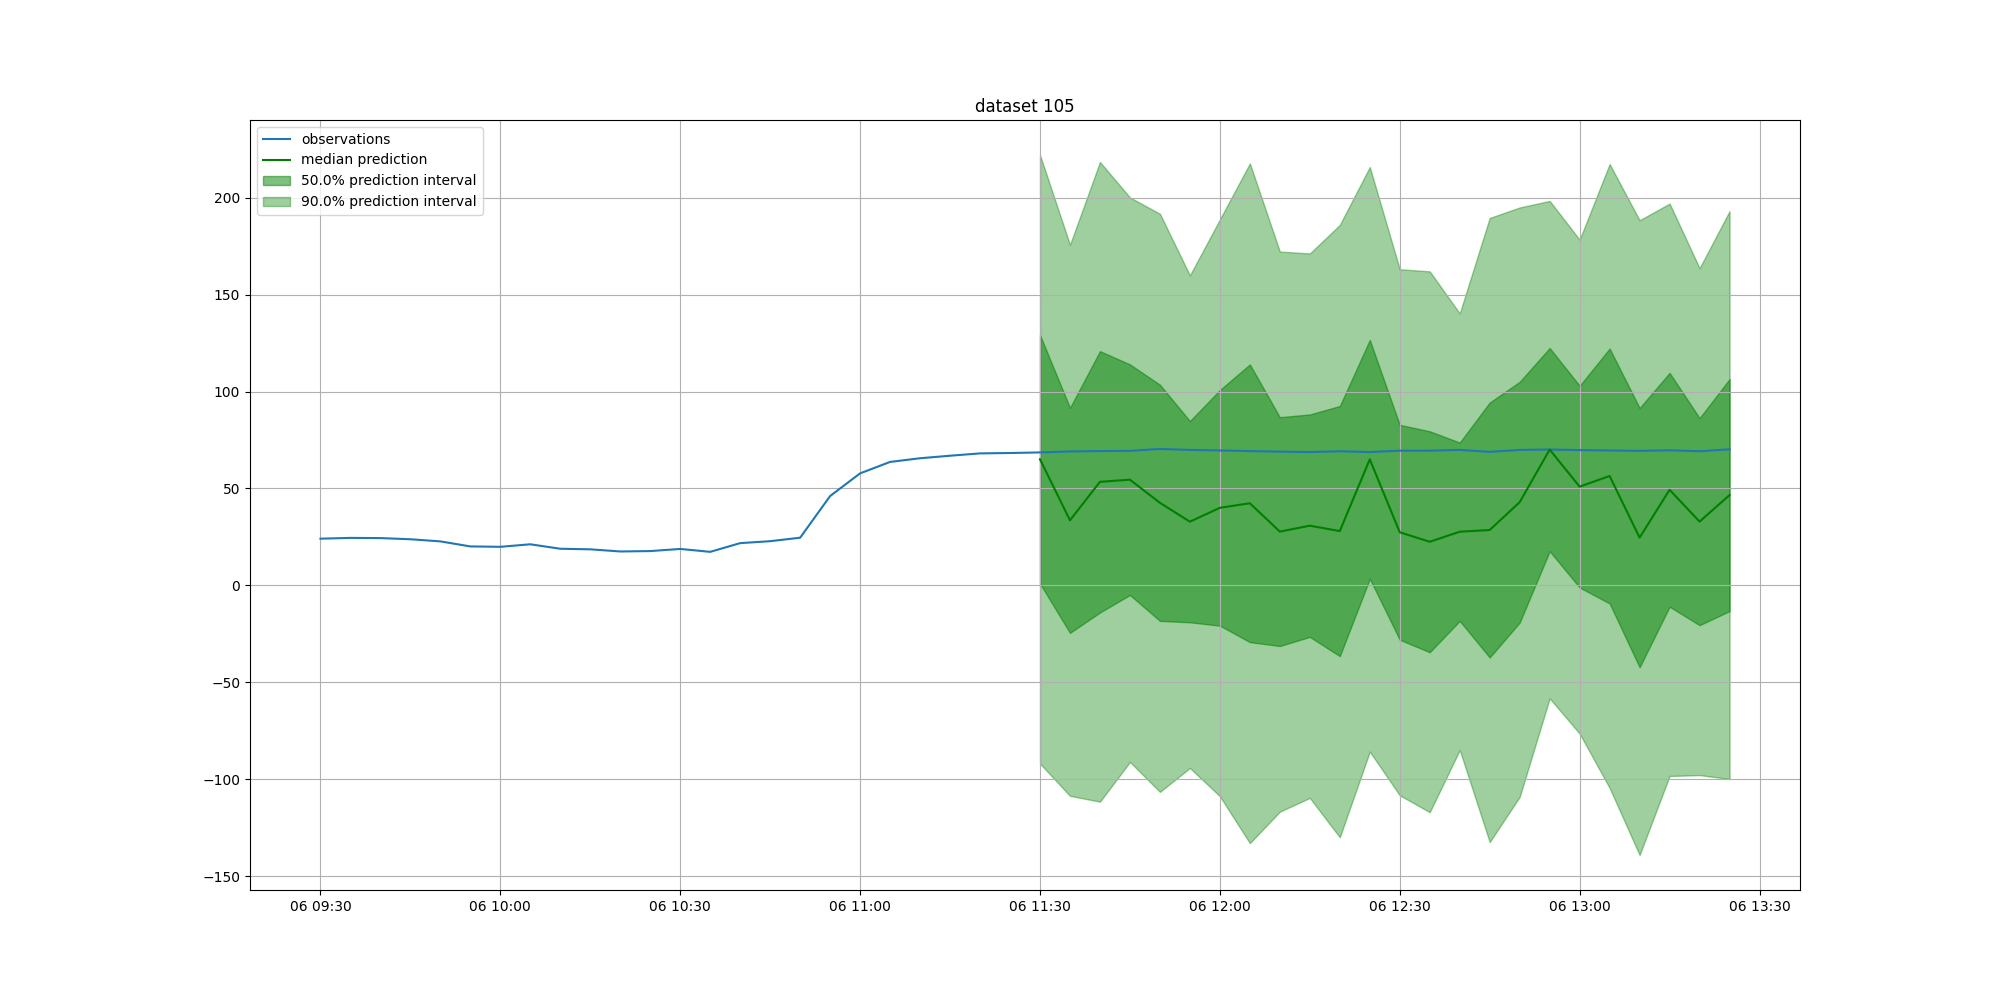 dataset 105
observations
median prediction
50.0% prediction interval
90.0% prediction interval
200
150
100
50
0
−50
−100
−150
06 09:30 06 10:00 06 10:30 06 11:00 06 11:30 06 12:00 06 12:30 06 13:00 06 13:30